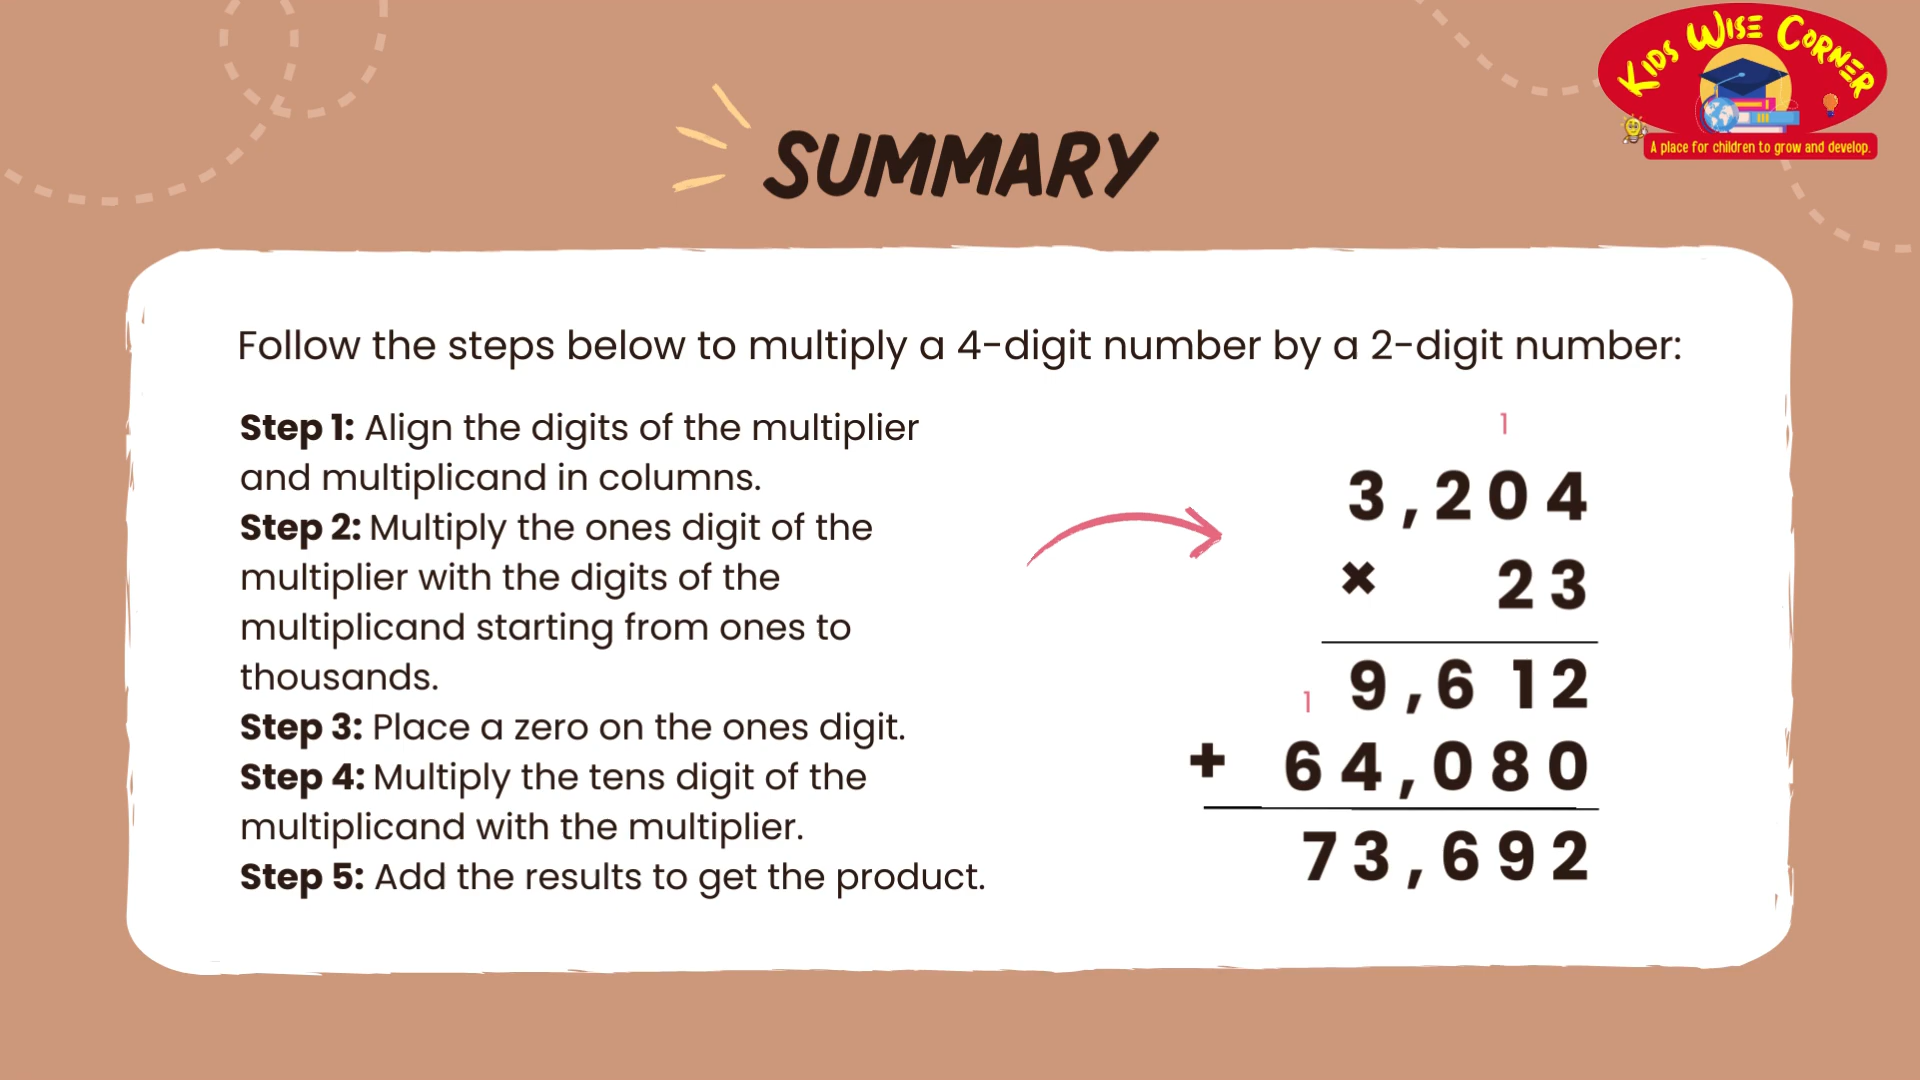 KIDS WISE CORNER
A place for children to grow and develop.
SUMMARY
Follow the steps below to multiply a 4-digit number by a 2-digit number:
Step 1: Align the digits of the multiplier
and multiplicand in columns.
Step 2: Multiply the ones digit of the
multiplier with the digits of the
multiplicand starting from ones to
thousands.
Step 3: Place a zero on the ones digit.
Step 4: Multiply the tens digit of the
multiplicand with the multiplier.
Step 5: Add the results to get the product.
1
3,204
× 23
1 9,612
+ 64,080
73,692